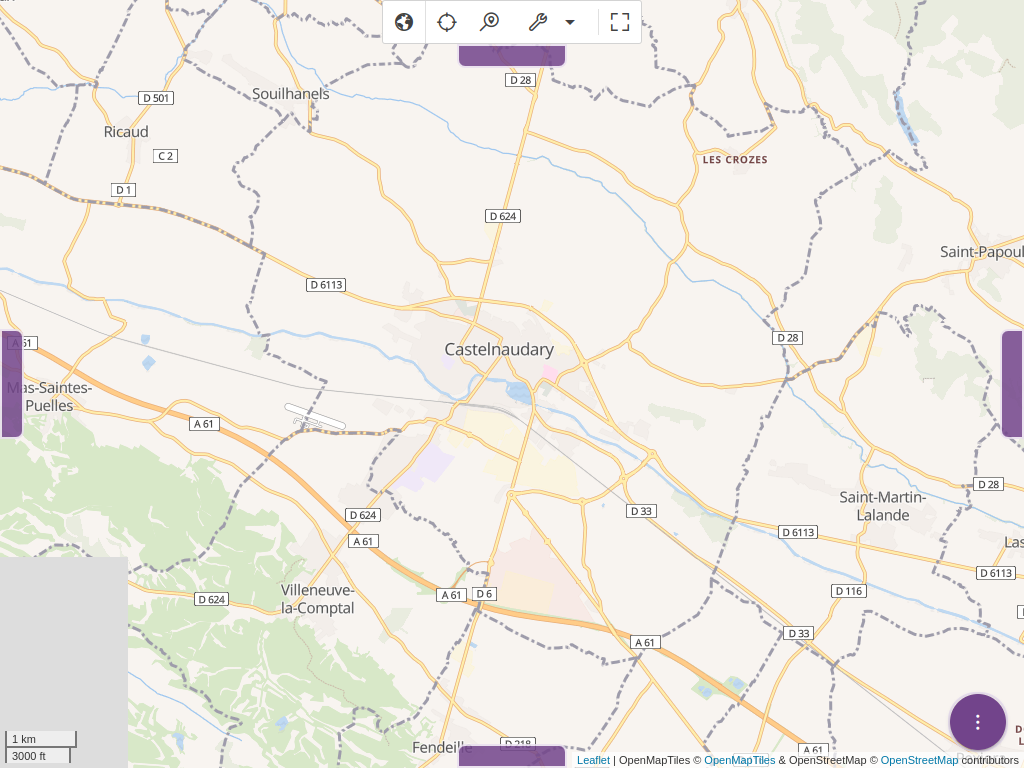 D 28
Souilhanels
D 501
Ricaud
C 2
LES CROZES
D 1
D 624
Saint-Papoul
D 6113
D 28
A 61
Castelnaudary
Mas-Saintes-
Puelles
A 61
D 28
Saint-Martin-
Lalande
D 624
D 33
A 61
D 6113
Las
D 6113
D 624
Villeneuve-
la-Comptal
A 61
D 6
D 116
D 33
A 61
1 km
Fendeille
D 218
A 61
3000 ft
Leaflet | OpenMapTiles © OpenMapTiles & OpenStreetMap © OpenStreetMap contributors